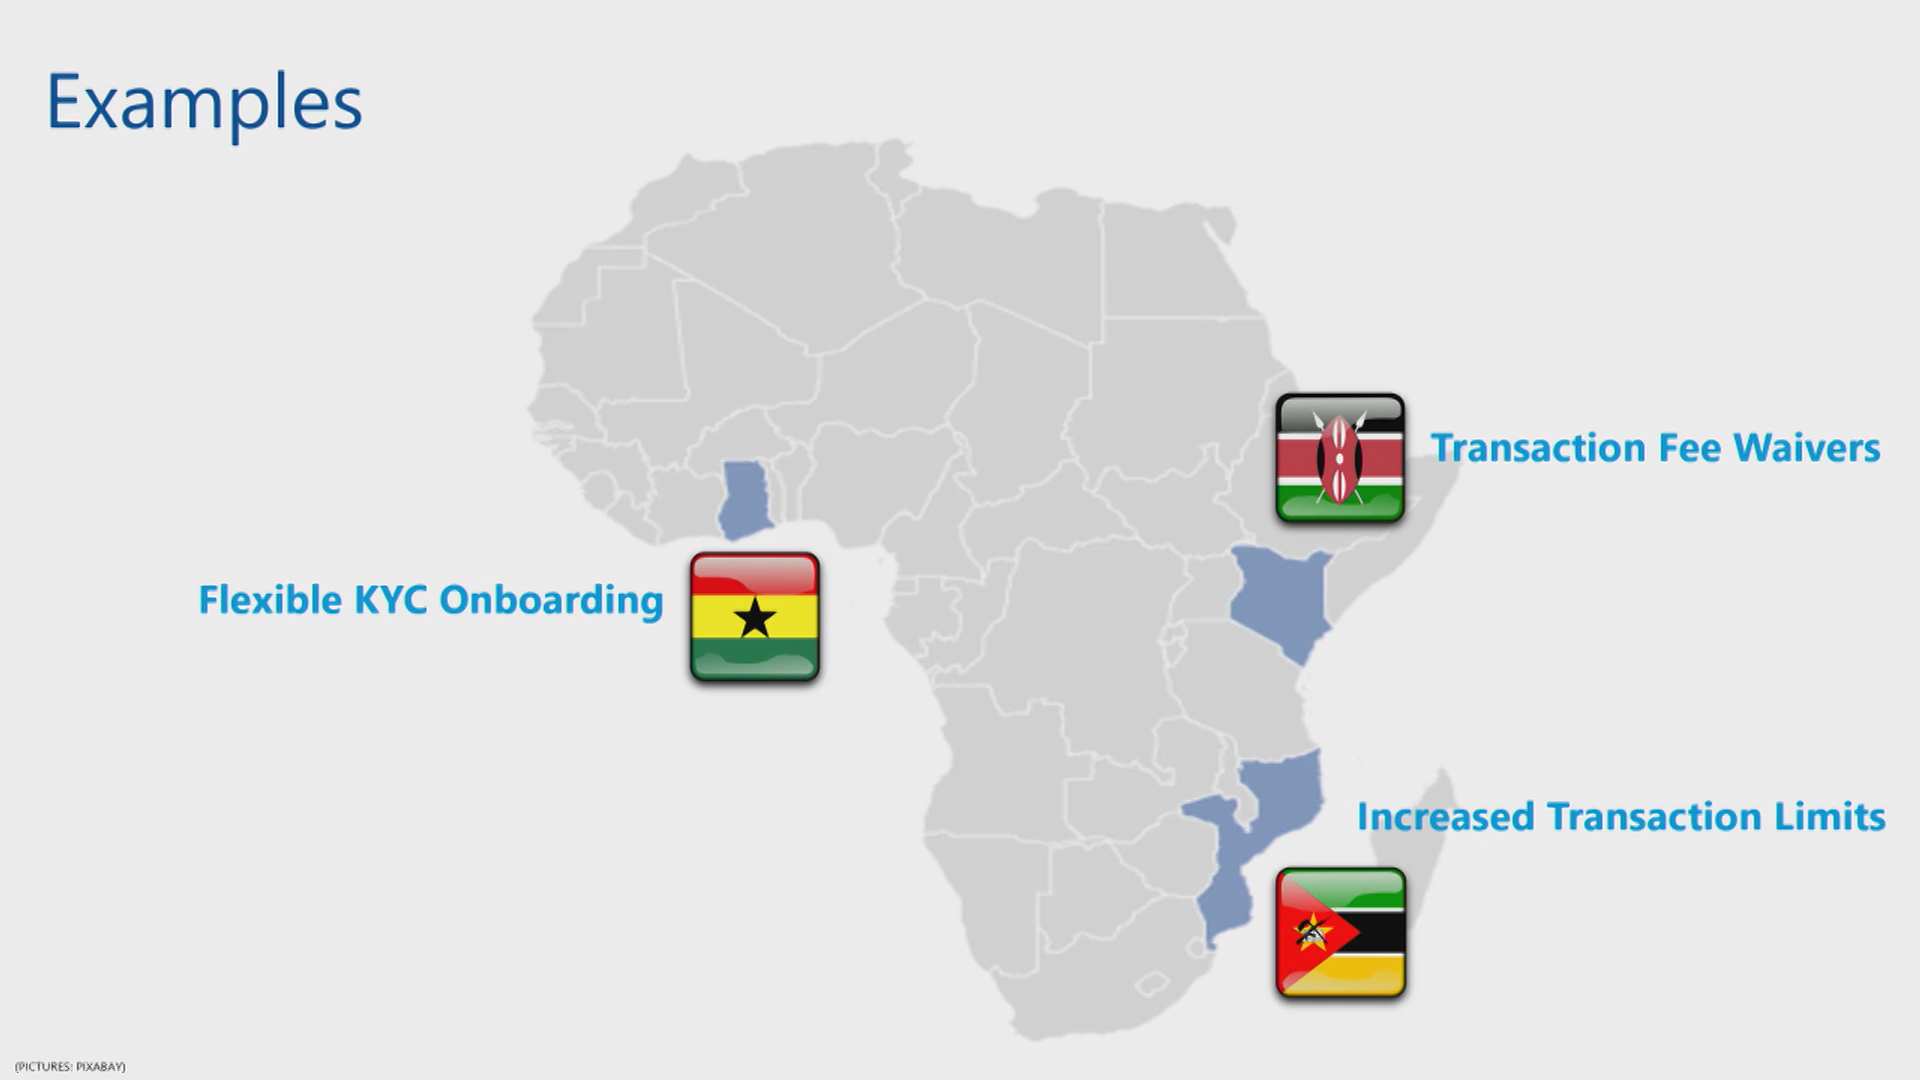 Examples
Transaction Fee Waivers
Flexible KYC Onboarding
Increased Transaction Limits
(PICTURES: PIXABAY)